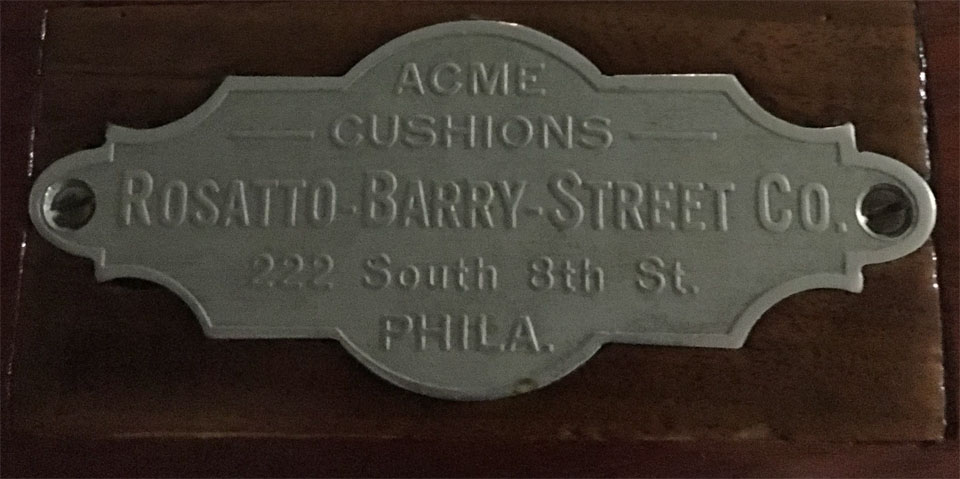 ACME
CUSHIONS
ROSATTO-BARRY-STREET CO.
222 South 8th St.
PHILA.